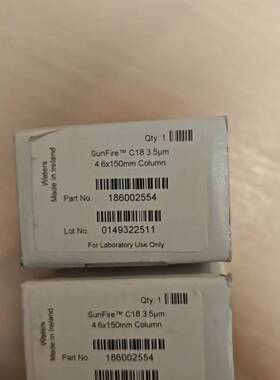 Qty: 1
Waters
Made in Ireland
SunFire™ C18 3.5µm
4.6x150mm Column
Part No. 186002554
Lot No. 0149322511
For Laboratory Use Only
Qty: 1
Waters
Made in Ireland
SunFire™ C18 3.5µm
4.6x150mm Column
Part No. 186002554